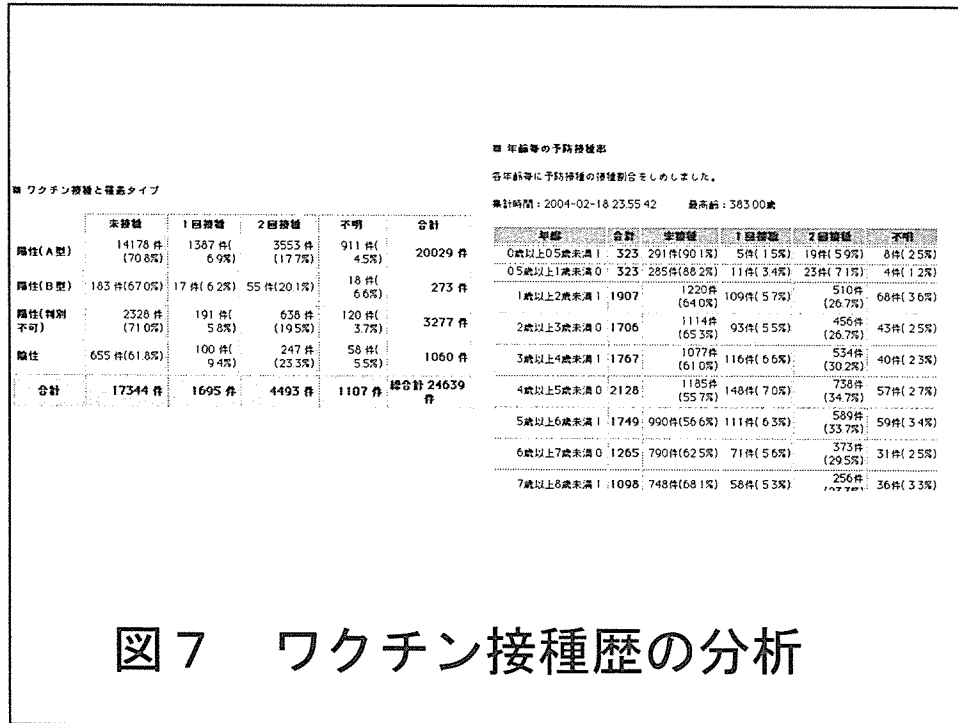 ■ ワクチン接種と罹患タイプ
未接種 1回接種 2回接種 不明 合計
陽性(A型) 14178 件(70.8%) 1387 件( 6.9%) 3553 件(17.7%) 911 件( 4.5%) 20029 件
陽性(B型) 183 件(67.0%) 17 件( 6.2%) 55 件(20.1%) 18 件( 6.6%) 273 件
陽性(判別不可) 2328 件(71.0%) 191 件( 5.8%) 638 件(19.5%) 120 件( 3.7%) 3277 件
陰性 655 件(61.8%) 100 件( 9.4%) 247 件(23.3%) 58 件( 5.5%) 1060 件
合計 17344 件 1695 件 4493 件 1107 件 総合計 24639 件
■ 年齢毎の予防接種率
各年齢毎に予防接種の接種割合をしめしました。
集計時間：2004-02-18 23:55:42 最高齢：383.00歳
年齢 合計 未接種 1回接種 2回接種 不明
0歳以上0.5歳未満 1 323 291件(90.1%) 5件( 1.5%) 19件( 5.9%) 8件( 2.5%)
0.5歳以上1歳未満 0 323 285件(88.2%) 11件( 3.4%) 23件( 7.1%) 4件( 1.2%)
1歳以上2歳未満 1 1907 1220件(64.0%) 109件( 5.7%) 510件(26.7%) 68件( 3.6%)
2歳以上3歳未満 0 1706 1114件(65.3%) 93件( 5.5%) 456件(26.7%) 43件( 2.5%)
3歳以上4歳未満 1 1767 1077件(61.0%) 116件( 6.6%) 534件(30.2%) 40件( 2.3%)
4歳以上5歳未満 0 2128 1185件(55.7%) 148件( 7.0%) 738件(34.7%) 57件( 2.7%)
5歳以上6歳未満 1 1749 990件(56.6%) 111件( 6.3%) 589件(33.7%) 59件( 3.4%)
6歳以上7歳未満 0 1265 790件(62.5%) 71件( 5.6%) 373件(29.5%) 31件( 2.5%)
7歳以上8歳未満 1 1098 748件(68.1%) 58件( 5.3%) 256件 36件( 3.3%)
図７ ワクチン接種歴の分析